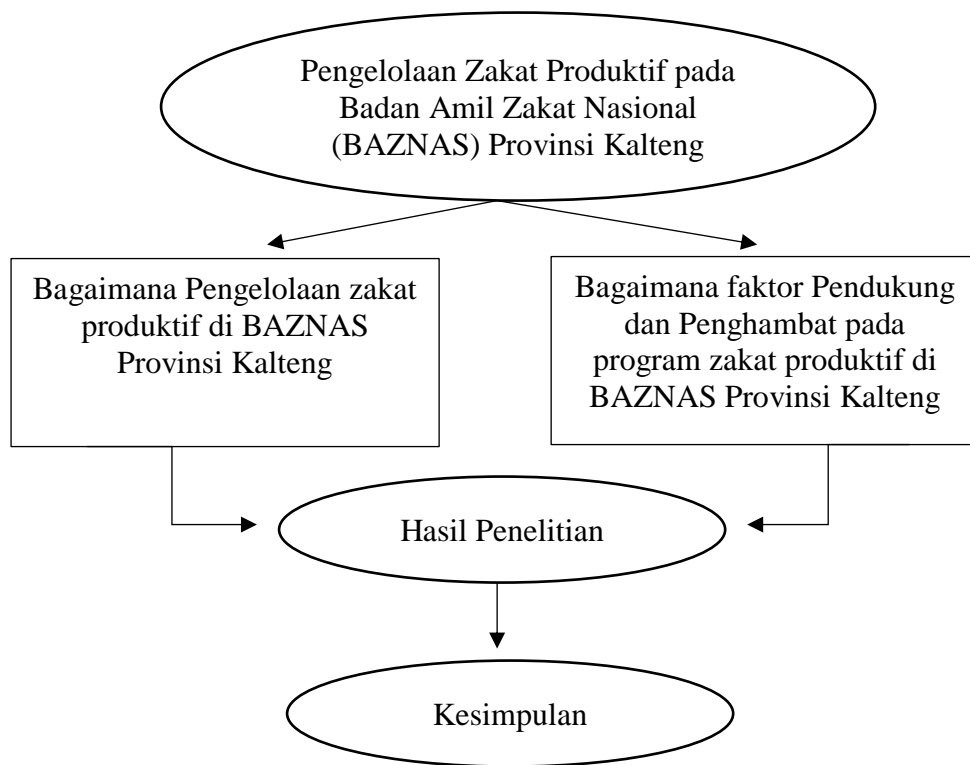 Pengelolaan Zakat Produktif pada
Badan Amil Zakat Nasional
(BAZNAS) Provinsi Kalteng
Bagaimana Pengelolaan zakat
produktif di BAZNAS
Provinsi Kalteng
Bagaimana faktor Pendukung
dan Penghambat pada
program zakat produktif di
BAZNAS Provinsi Kalteng
Hasil Penelitian
Kesimpulan